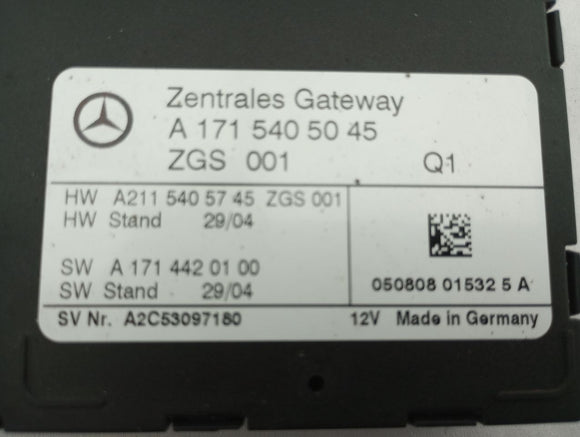 Zentrales Gateway
A 171 540 50 45
ZGS 001 Q1
HW A211 540 57 45 ZGS 001
HW Stand 29/04
SW A 171 442 01 00
SW Stand 29/04
050808 01532 5 A
SV Nr. A2C53097180 12V Made in Germany